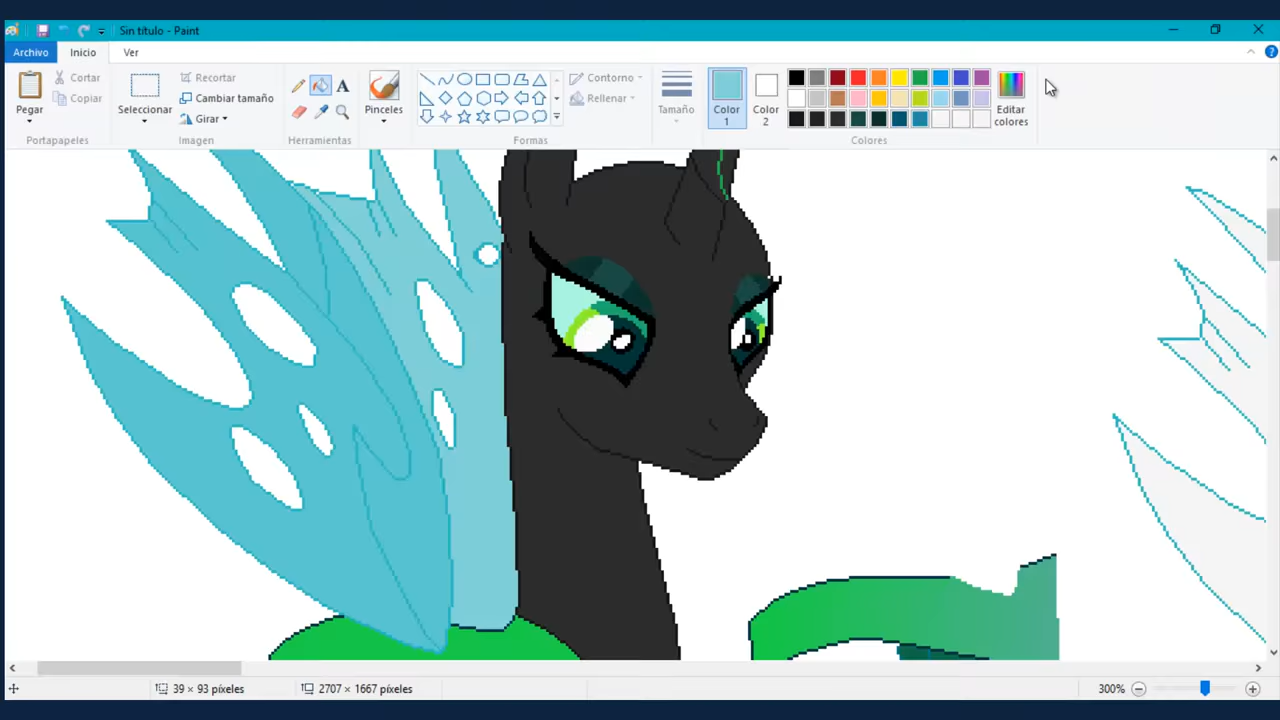 Sin título - Paint
Archivo Inicio Ver
Pegar
Cortar
Copiar
Portapapeles
Seleccionar
Recortar
Cambiar tamaño
Girar
Imagen
A
Herramientas
Pinceles
Contorno
Rellenar
Formas
Tamaño
Color 1
Color 2
Editar colores
Colores
39 × 93 píxeles
2707 × 1667 píxeles
300%